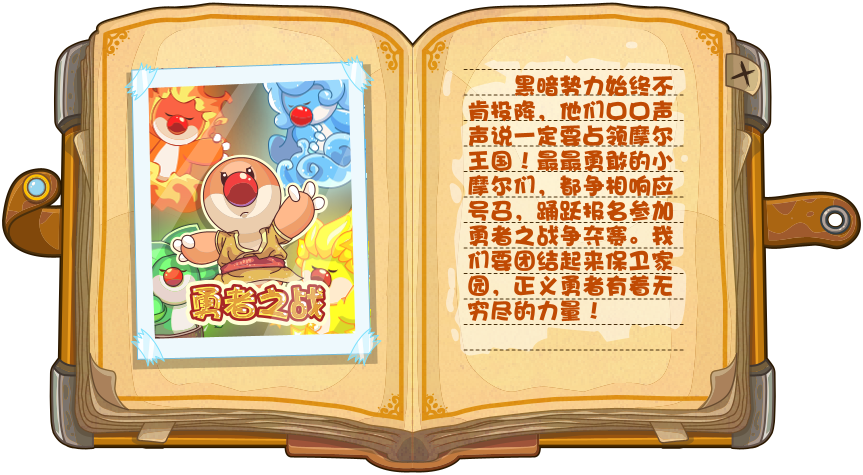 勇者之战
黑暗势力始终不
肯投降，他们口口声
声说一定要占领摩尔
王国！最最勇敢的小
摩尔们，都争相响应
号召，踊跃报名参加
勇者之战争夺赛。我
们要团结起来保卫家
园，正义勇者有着无
穷尽的力量！